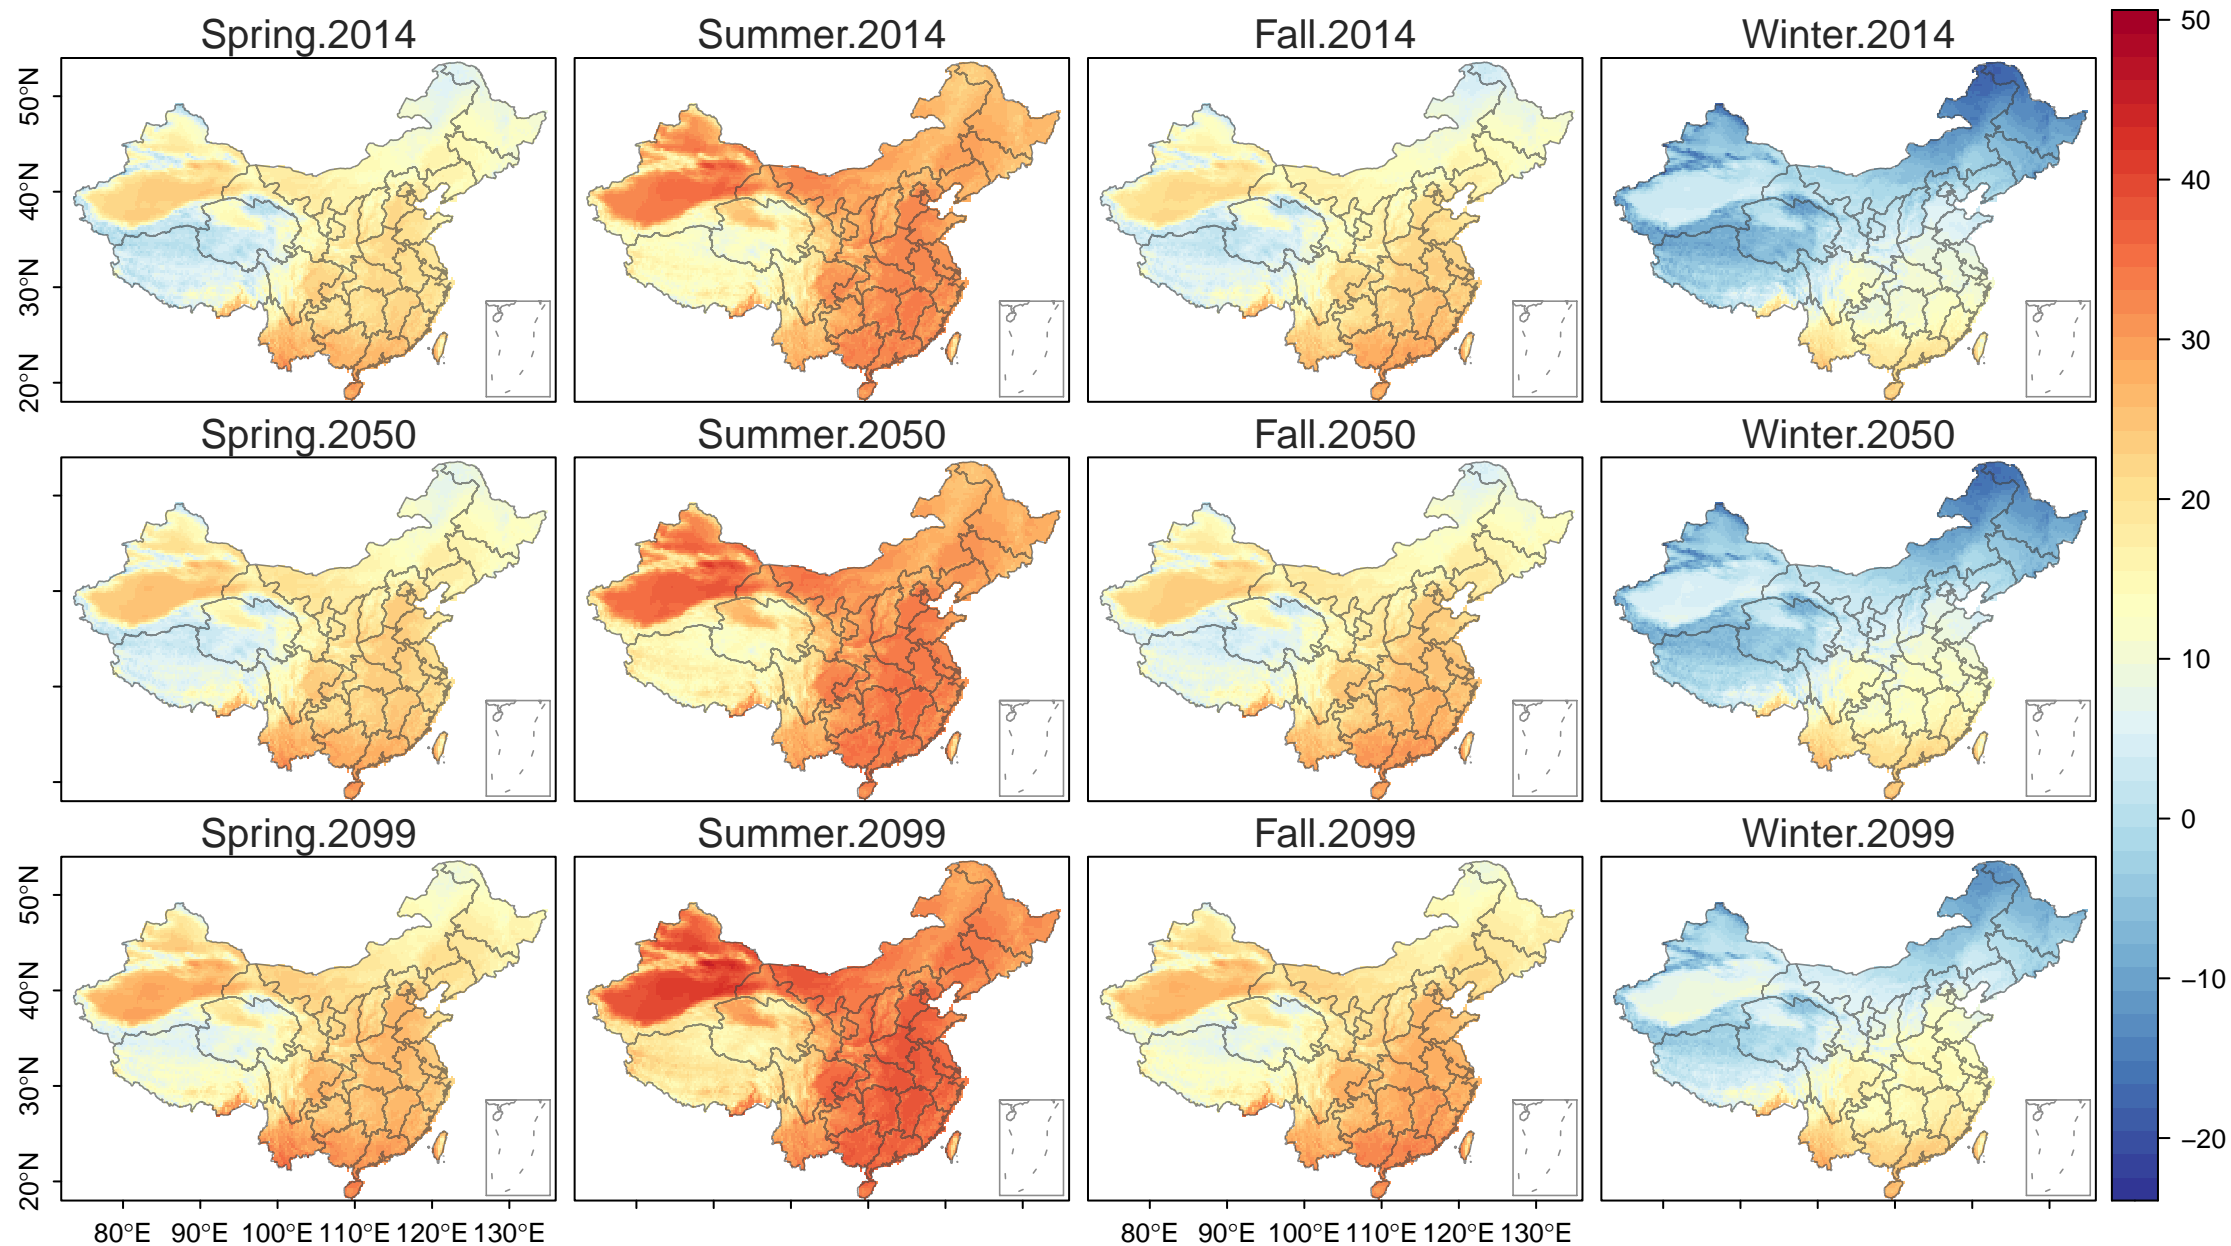 Spring.2014
Summer.2014
Fall.2014
Winter.2014
50
40
30
20
10
0
−10
−20
50°N
40°N
30°N
20°N
Spring.2050
Summer.2050
Fall.2050
Winter.2050
Spring.2099
Summer.2099
Fall.2099
Winter.2099
50°N
40°N
30°N
20°N
80°E 90°E 100°E 110°E 120°E 130°E
80°E 90°E 100°E 110°E 120°E 130°E